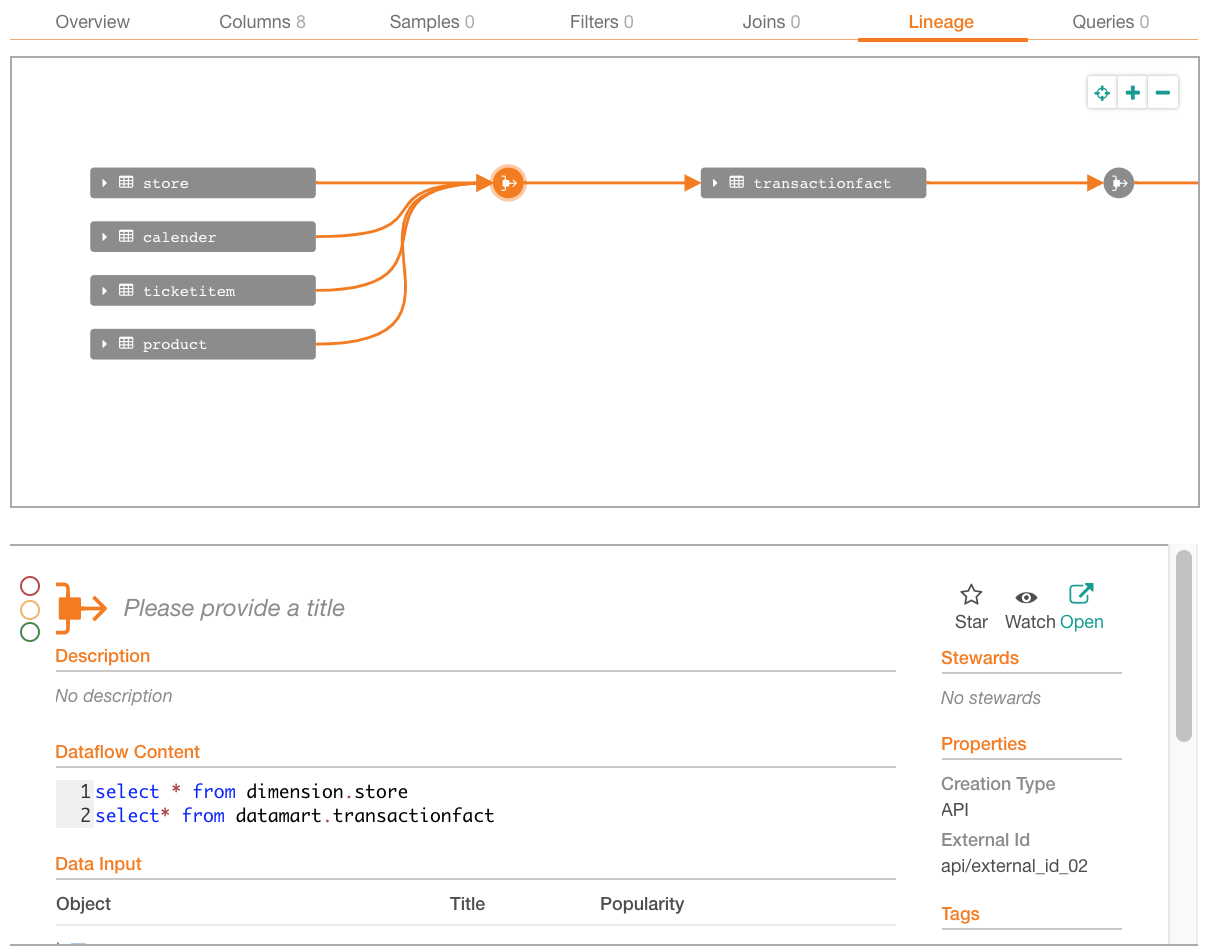 Overview Columns 8 Samples 0 Filters 0 Joins 0 Lineage Queries 0
store transactionfact
calender
ticketitem
product
Please provide a title
Star Watch Open
Description
No description
Dataflow Content
1 select * from dimension.store
2 select* from datamart.transactionfact
Data Input
Object Title Popularity
Stewards
No stewards
Properties
Creation Type
API
External Id
api/external_id_02
Tags